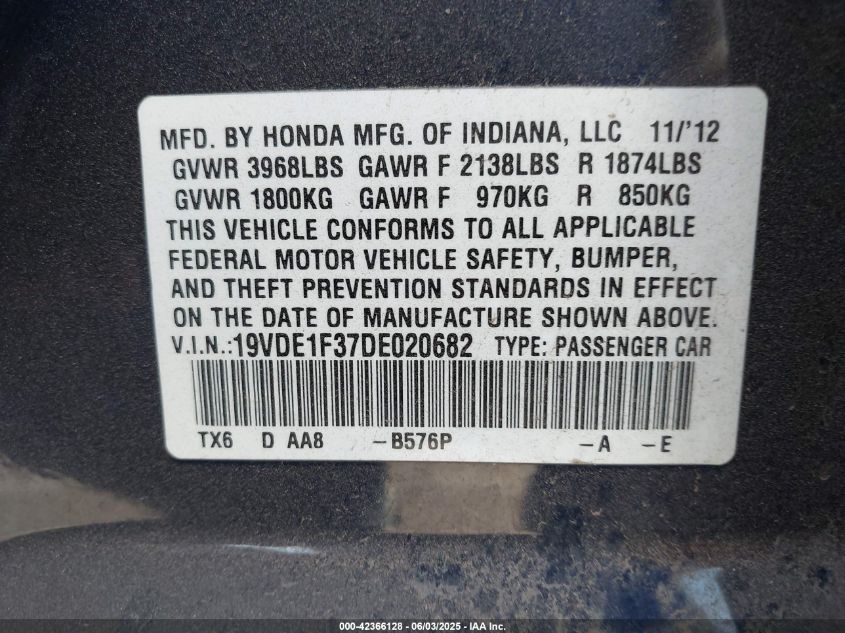 MFD. BY HONDA MFG. OF INDIANA, LLC 11/'12
GVWR 3968LBS GAWR F 2138LBS R 1874LBS
GVWR 1800KG GAWR F 970KG R 850KG
THIS VEHICLE CONFORMS TO ALL APPLICABLE
FEDERAL MOTOR VEHICLE SAFETY, BUMPER,
AND THEFT PREVENTION STANDARDS IN EFFECT
ON THE DATE OF MANUFACTURE SHOWN ABOVE.
V.I.N.:19VDE1F37DE020682 TYPE: PASSENGER CAR
TX6 D AA8 -B576P -A -E
000-42366128 - 06/03/2025 - IAA Inc.